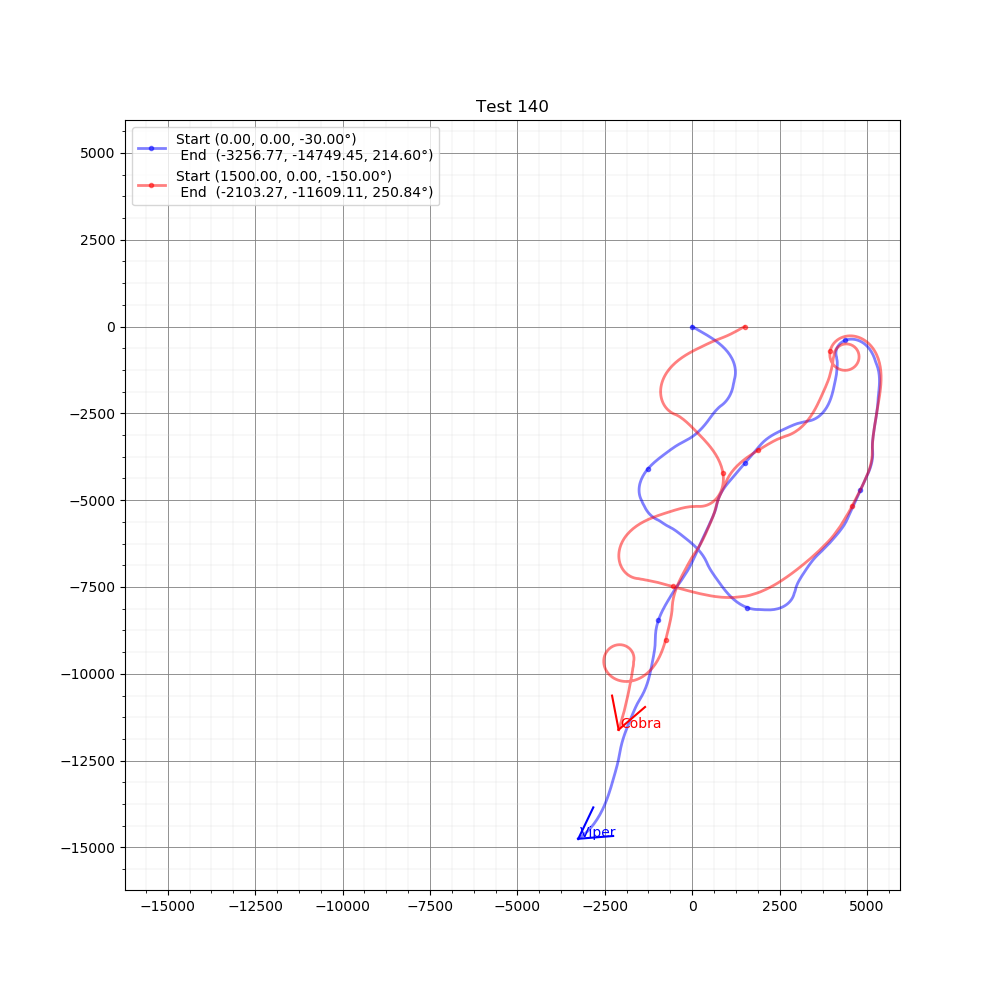 Test 140
Start (0.00, 0.00, -30.00°)
End (-3256.77, -14749.45, 214.60°)
Start (1500.00, 0.00, -150.00°)
End (-2103.27, -11609.11, 250.84°)
5000
2500
0
−2500
−5000
−7500
−10000
−12500
−15000
Cobra
Viper
−15000 −12500 −10000 −7500 −5000 −2500 0 2500 5000